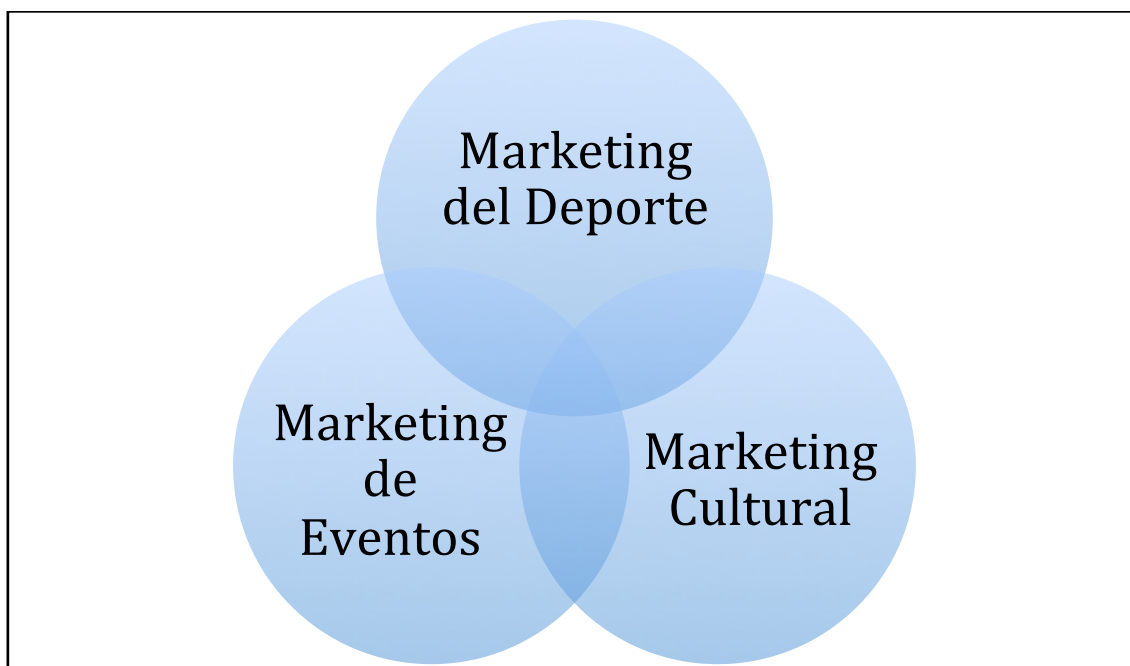 Marketing
del Deporte
Marketing
de
Eventos
Marketing
Cultural